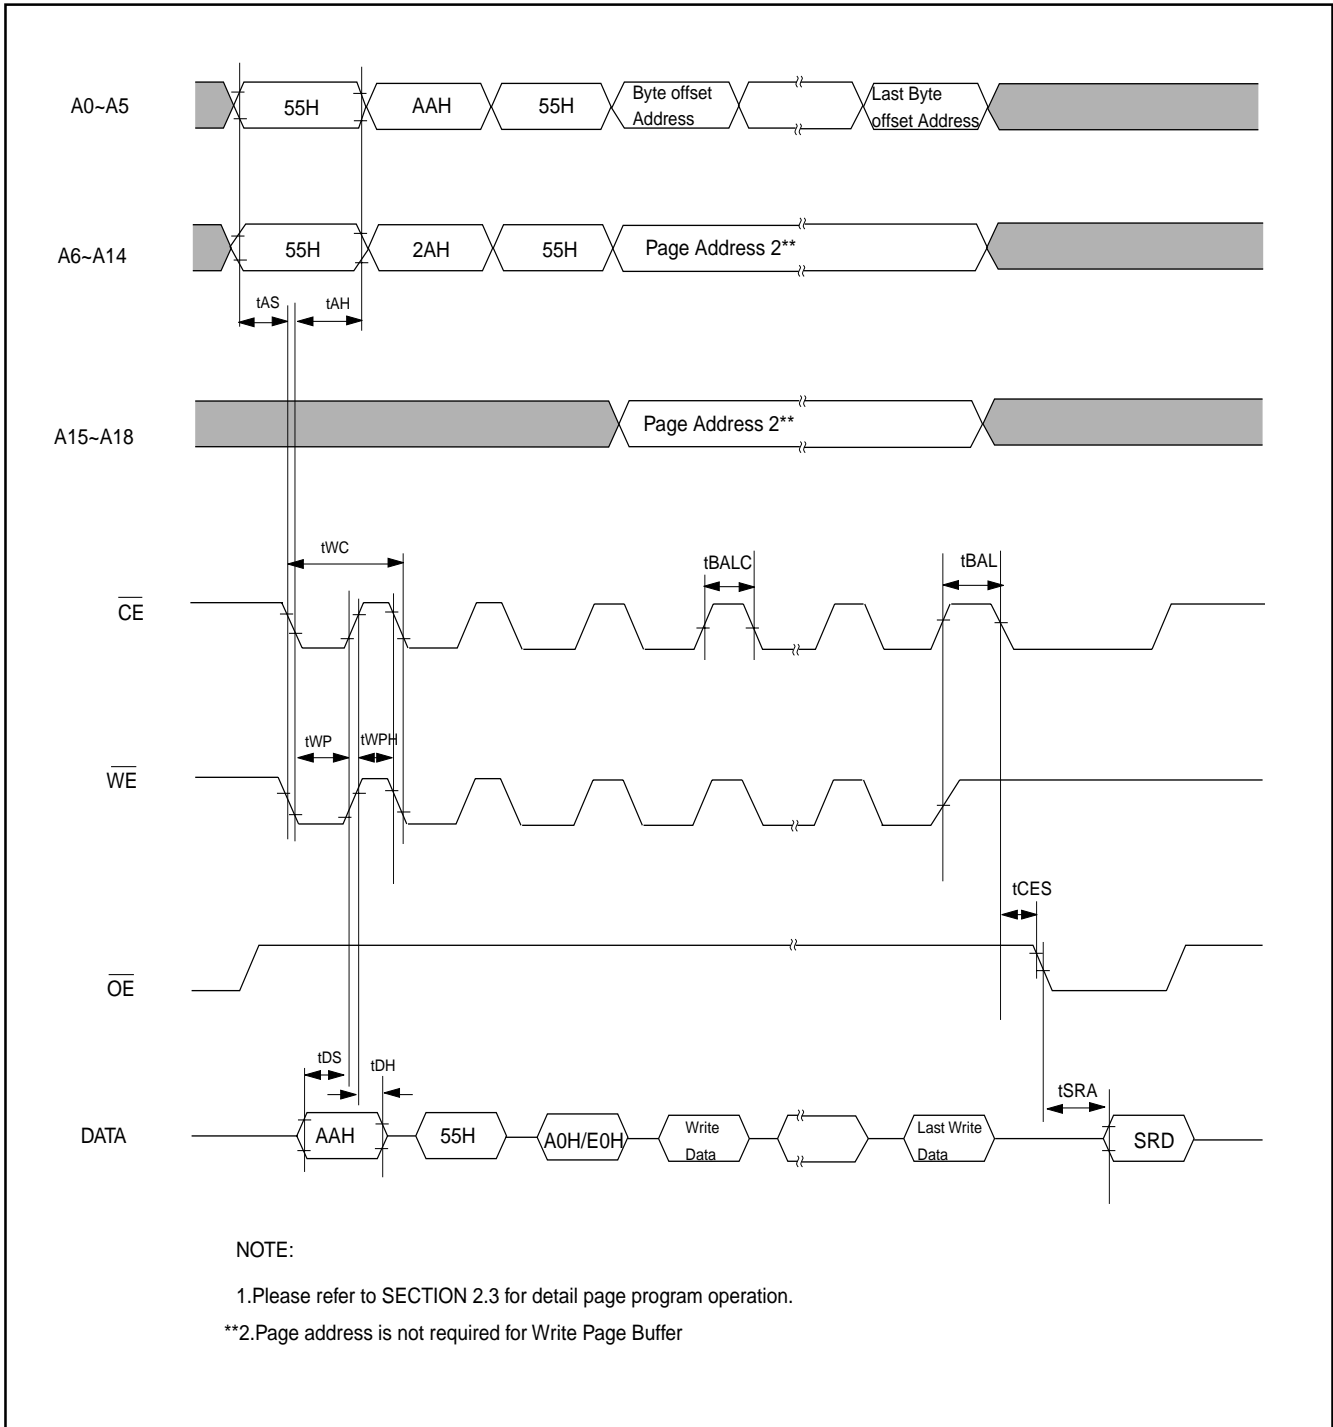 A0~A5
55H
AAH
55H
Byte offset
Address
Last Byte
offset Address
A6~A14
55H
2AH
55H
Page Address 2**
tAS
tAH
A15~A18
Page Address 2**
tWC
tBALC
tBAL
CE
tWP
tWPH
WE
tCES
OE
tDS
tDH
tSRA
DATA
AAH
55H
A0H/E0H
Write
Data
Last Write
Data
SRD
NOTE:
1.Please refer to SECTION 2.3 for detail page program operation.
**2.Page address is not required for Write Page Buffer